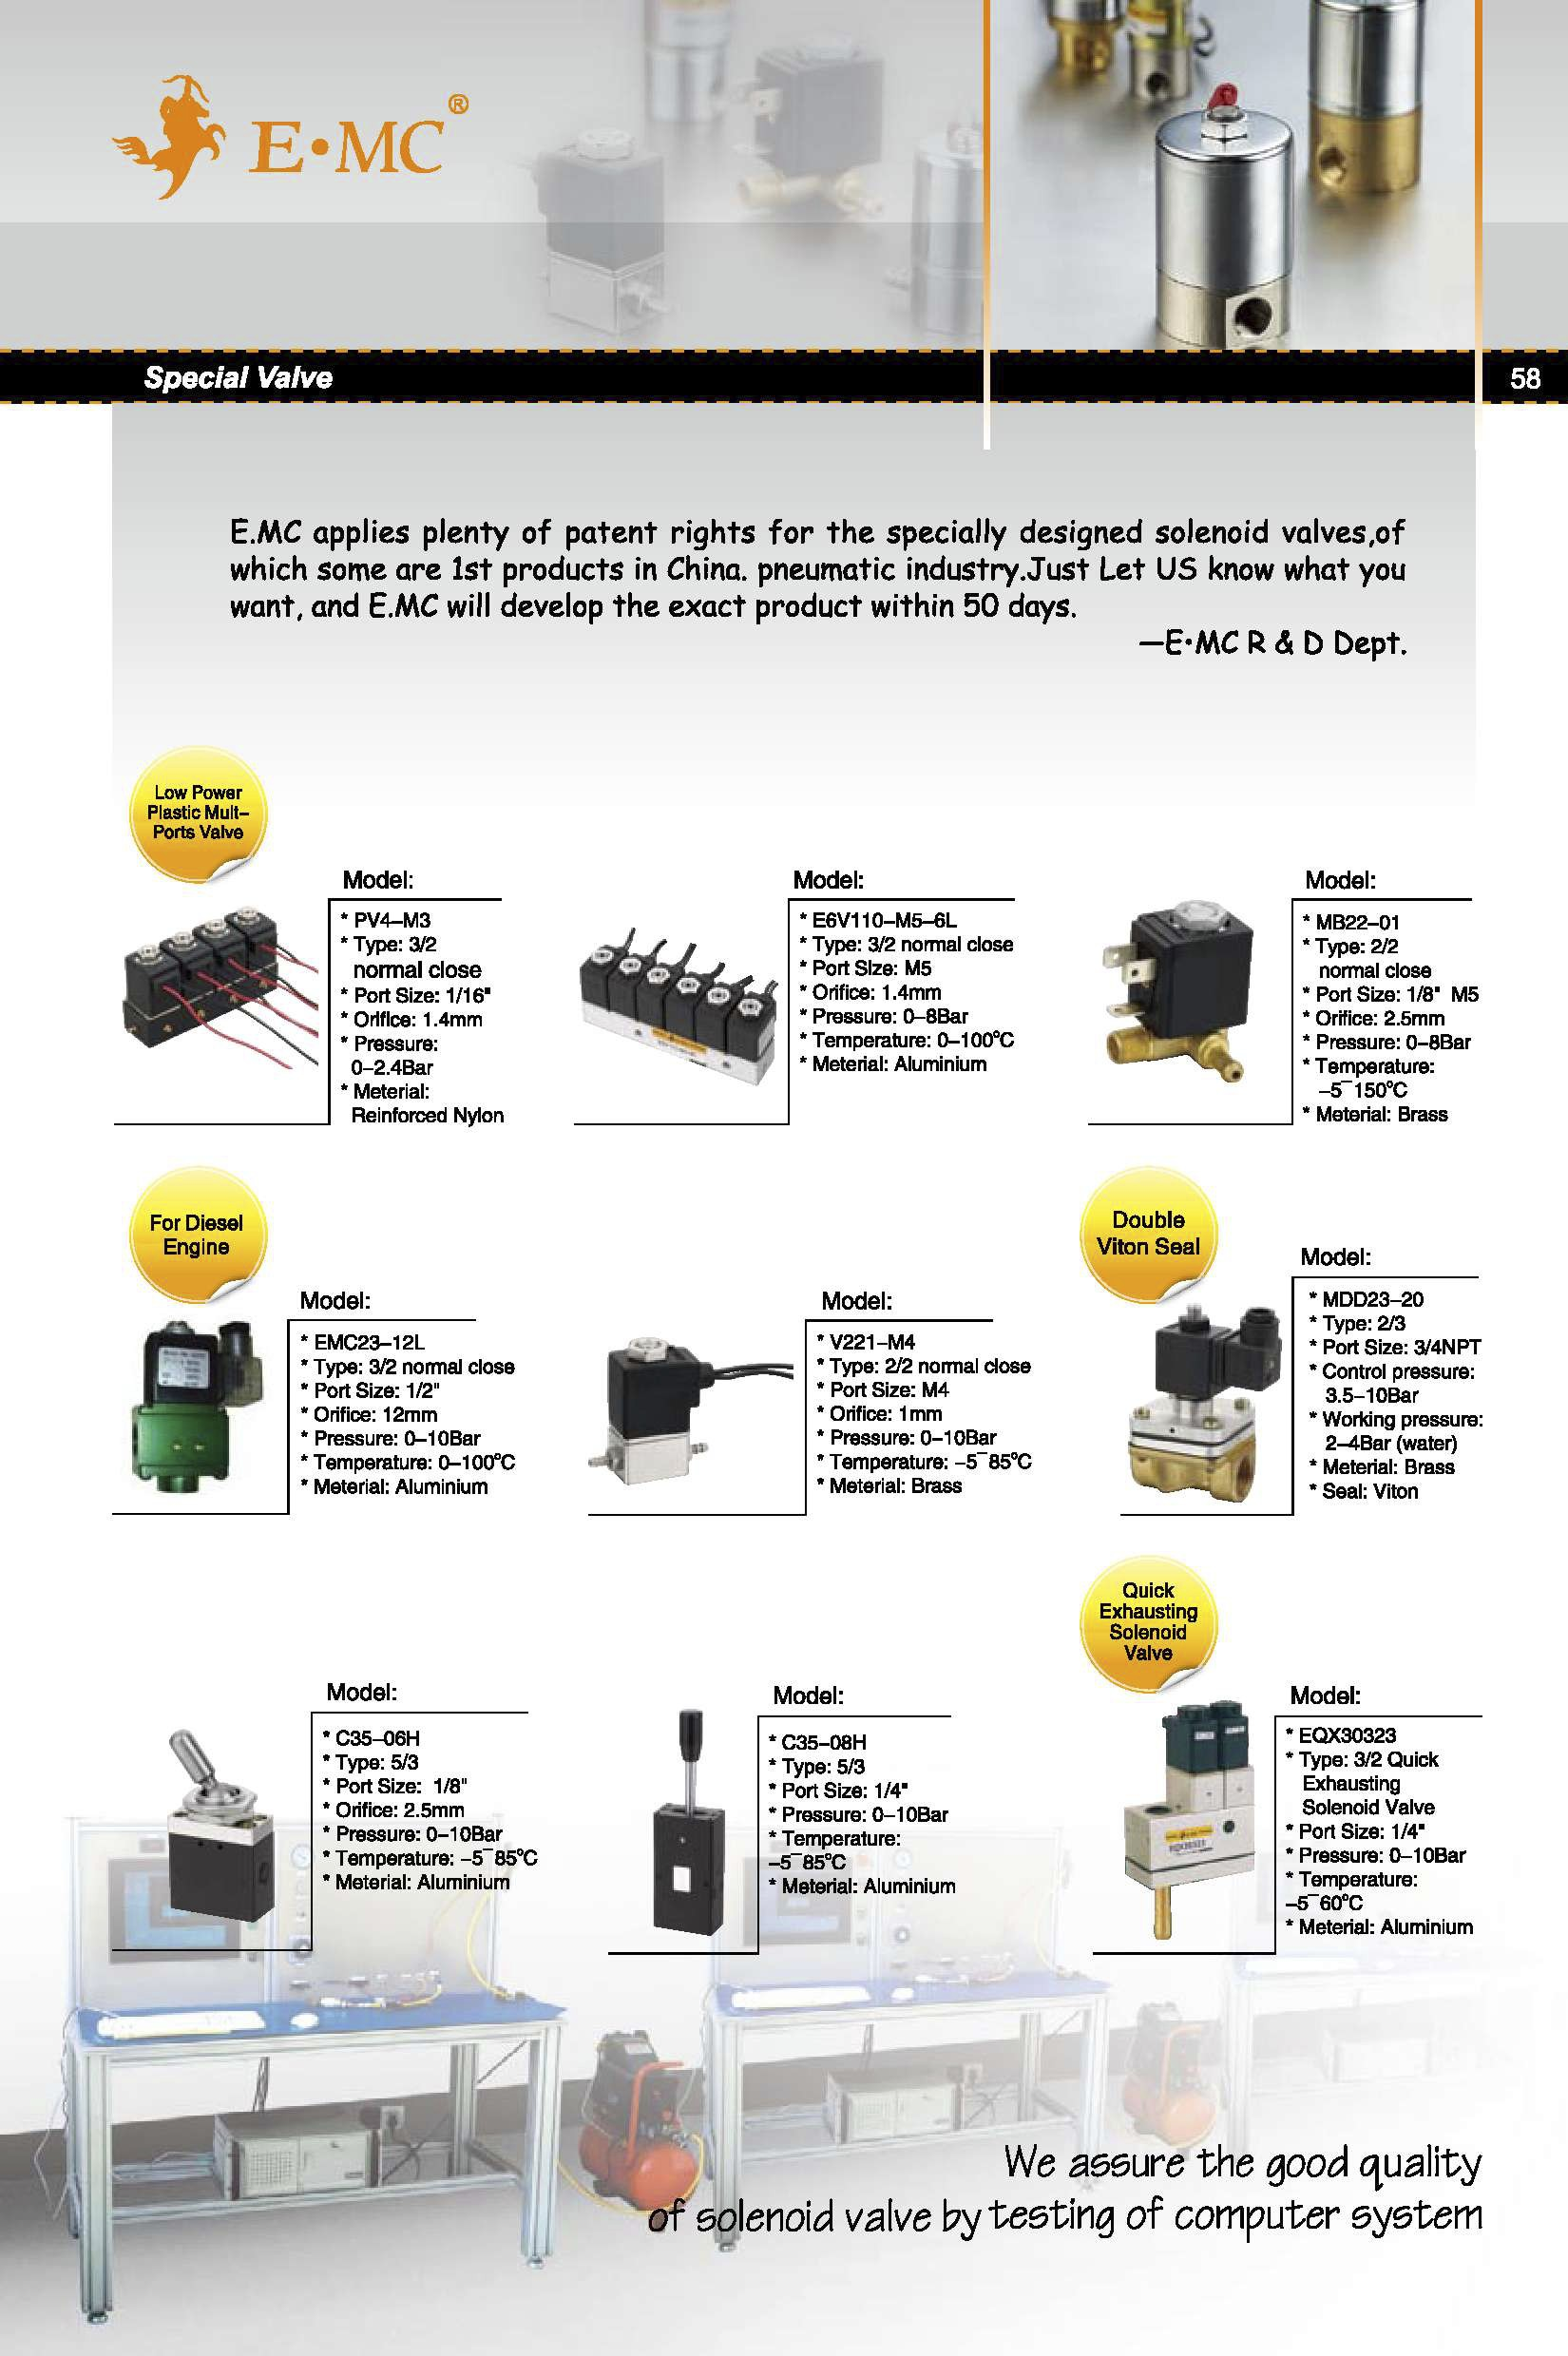 E•MC®
Special Valve
58
E.MC applies plenty of patent rights for the specially designed solenoid valves,of
which some are 1st products in China. pneumatic industry.Just Let US know what you
want, and E.MC will develop the exact product within 50 days.
—E•MC R & D Dept.
Low Power
Plastic Mult-
Ports Valve
Model:
* PV4-M3
* Type: 3/2
normal close
* Port Size: 1/16"
* Orifice: 1.4mm
* Pressure:
0-2.4Bar
* Meterial:
Reinforced Nylon
Model:
* E6V110-M5-6L
* Type: 3/2 normal close
* Port Size: M5
* Orifice: 1.4mm
* Pressure: 0-8Bar
* Temperature: 0-100°C
* Meterial: Aluminium
Model:
* MB22-01
* Type: 2/2
normal close
* Port Size: 1/8" M5
* Orifice: 2.5mm
* Pressure: 0-8Bar
* Temperature:
-5¯150°C
* Meterial: Brass
For Diesel
Engine
Model:
* EMC23-12L
* Type: 3/2 normal close
* Port Size: 1/2"
* Orifice: 12mm
* Pressure: 0-10Bar
* Temperature: 0-100°C
* Meterial: Aluminium
Model:
* V221-M4
* Type: 2/2 normal close
* Port Size: M4
* Orifice: 1mm
* Pressure: 0-10Bar
* Temperature: -5¯85°C
* Meterial: Brass
Double
Viton Seal
Model:
* MDD23-20
* Type: 2/3
* Port Size: 3/4NPT
* Control pressure:
3.5-10Bar
* Working pressure:
2-4Bar (water)
* Meterial: Brass
* Seal: Viton
Model:
* C35-06H
* Type: 5/3
* Port Size: 1/8"
* Orifice: 2.5mm
* Pressure: 0-10Bar
* Temperature: -5¯85°C
* Meterial: Aluminium
Model:
* C35-08H
* Type: 5/3
* Port Size: 1/4"
* Pressure: 0-10Bar
* Temperature:
-5¯85°C
* Meterial: Aluminium
Quick
Exhausting
Solenoid
Valve
Model:
* EQX30323
* Type: 3/2 Quick
Exhausting
Solenoid Valve
* Port Size: 1/4"
* Pressure: 0-10Bar
* Temperature:
-5¯60°C
* Meterial: Aluminium
We assure the good quality
of solenoid valve by testing of computer system